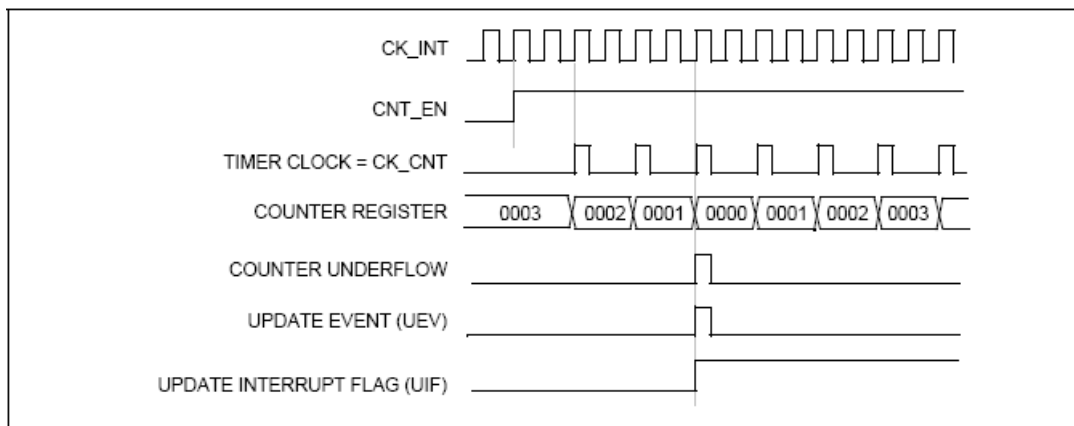 CK_INT
CNT_EN
TIMER CLOCK = CK_CNT
COUNTER REGISTER 0003 0002 0001 0000 0001 0002 0003
COUNTER UNDERFLOW
UPDATE EVENT (UEV)
UPDATE INTERRUPT FLAG (UIF)